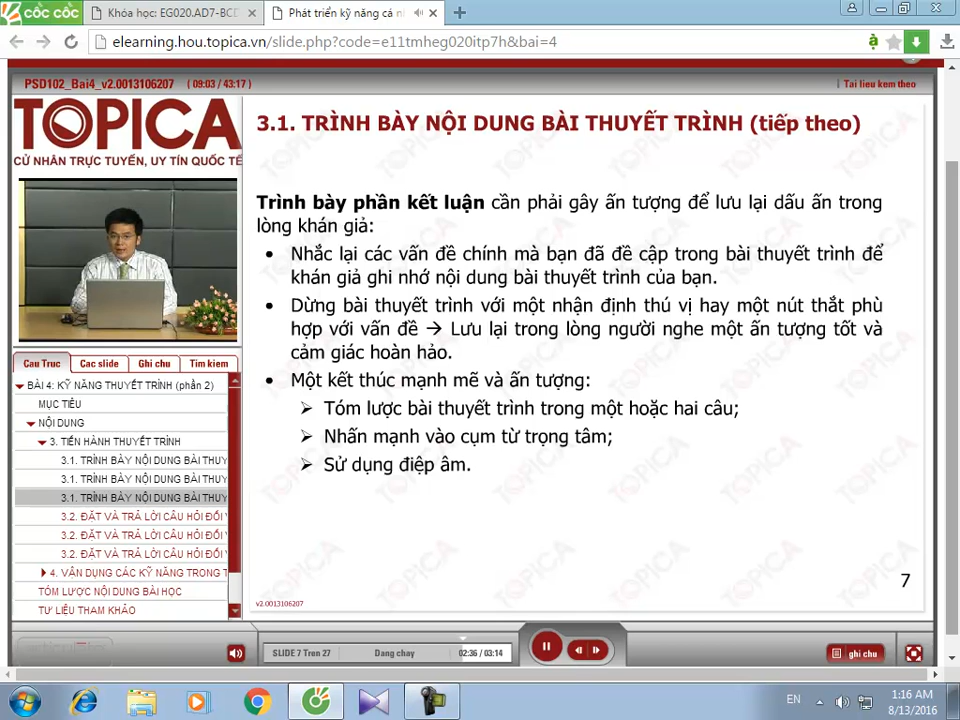 cốc cốc
Khóa học: EG020.AD7-BCD
Phát triển kỹ năng cá n
elearning.hou.topica.vn/slide.php?code=e11tmheg020itp7h&bai=4
PSD102_Bai4_v2.0013106207 ( 09:03 / 43:17 )
Tai lieu kem theo
TOPICA
CỬ NHÂN TRỰC TUYẾN, UY TÍN QUỐC TẾ
3.1. TRÌNH BÀY NỘI DUNG BÀI THUYẾT TRÌNH (tiếp theo)
Trình bày phần kết luận cần phải gây ấn tượng để lưu lại dấu ấn trong
lòng khán giả:
• Nhắc lại các vấn đề chính mà bạn đã đề cập trong bài thuyết trình để
khán giả ghi nhớ nội dung bài thuyết trình của bạn.
• Dừng bài thuyết trình với một nhận định thú vị hay một nút thắt phù
hợp với vấn đề → Lưu lại trong lòng người nghe một ấn tượng tốt và
cảm giác hoàn hảo.
• Một kết thúc mạnh mẽ và ấn tượng:
➢ Tóm lược bài thuyết trình trong một hoặc hai câu;
➢ Nhấn mạnh vào cụm từ trọng tâm;
➢ Sử dụng điệp âm.
7
v2.0013106207
Cau Truc Cac slide Ghi chu Tim kiem
BÀI 4: KỸ NĂNG THUYẾT TRÌNH (phần 2)
MỤC TIÊU
NỘI DUNG
3. TIẾN HÀNH THUYẾT TRÌNH
3.1. TRÌNH BÀY NỘI DUNG BÀI THUY
3.1. TRÌNH BÀY NỘI DUNG BÀI THUY
3.1. TRÌNH BÀY NỘI DUNG BÀI THUY
3.2. ĐẶT VÀ TRẢ LỜI CÂU HỎI ĐỐI
3.2. ĐẶT VÀ TRẢ LỜI CÂU HỎI ĐỐI
3.2. ĐẶT VÀ TRẢ LỜI CÂU HỎI ĐỐI
4. VẬN DỤNG CÁC KỸ NĂNG TRONG T
TÓM LƯỢC NỘI DUNG BÀI HỌC
TƯ LIỆU THAM KHẢO
SLIDE 7 Tren 27 Dang chay 02:36 / 03:14
ghi chu
EN
1:16 AM
8/13/2016